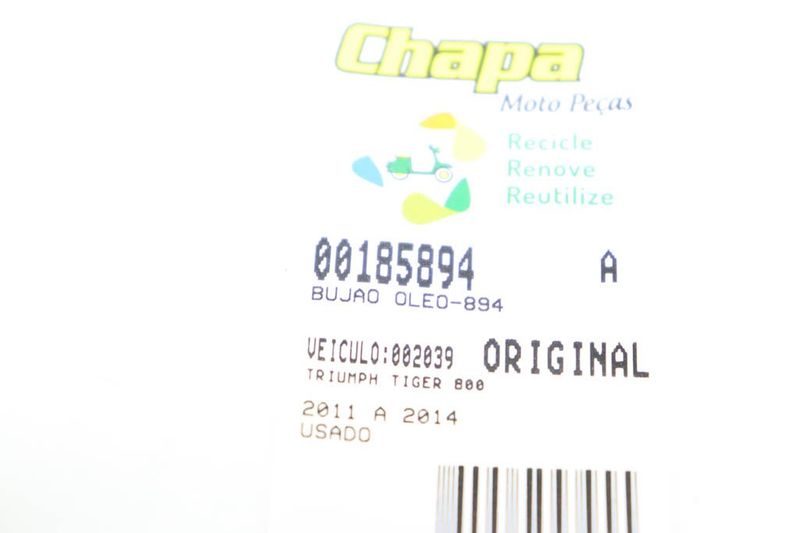 Chapa
Moto Peças
Recicle
Renove
Reutilize
00185894 A
BUJAO OLEO-894
VEICULO:002039 ORIGINAL
TRIUMPH TIGER 800
2011 A 2014
USADO